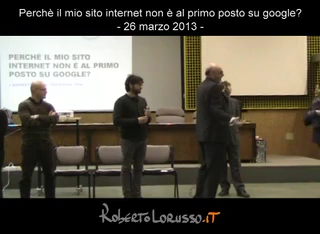 Perchè il mio sito internet non è al primo posto su google?
- 26 marzo 2013 -
PERCHÈ IL MIO SITO
INTERNET NON È AL PRIMO
POSTO SU GOOGLE?
RobertoLorusso.iT